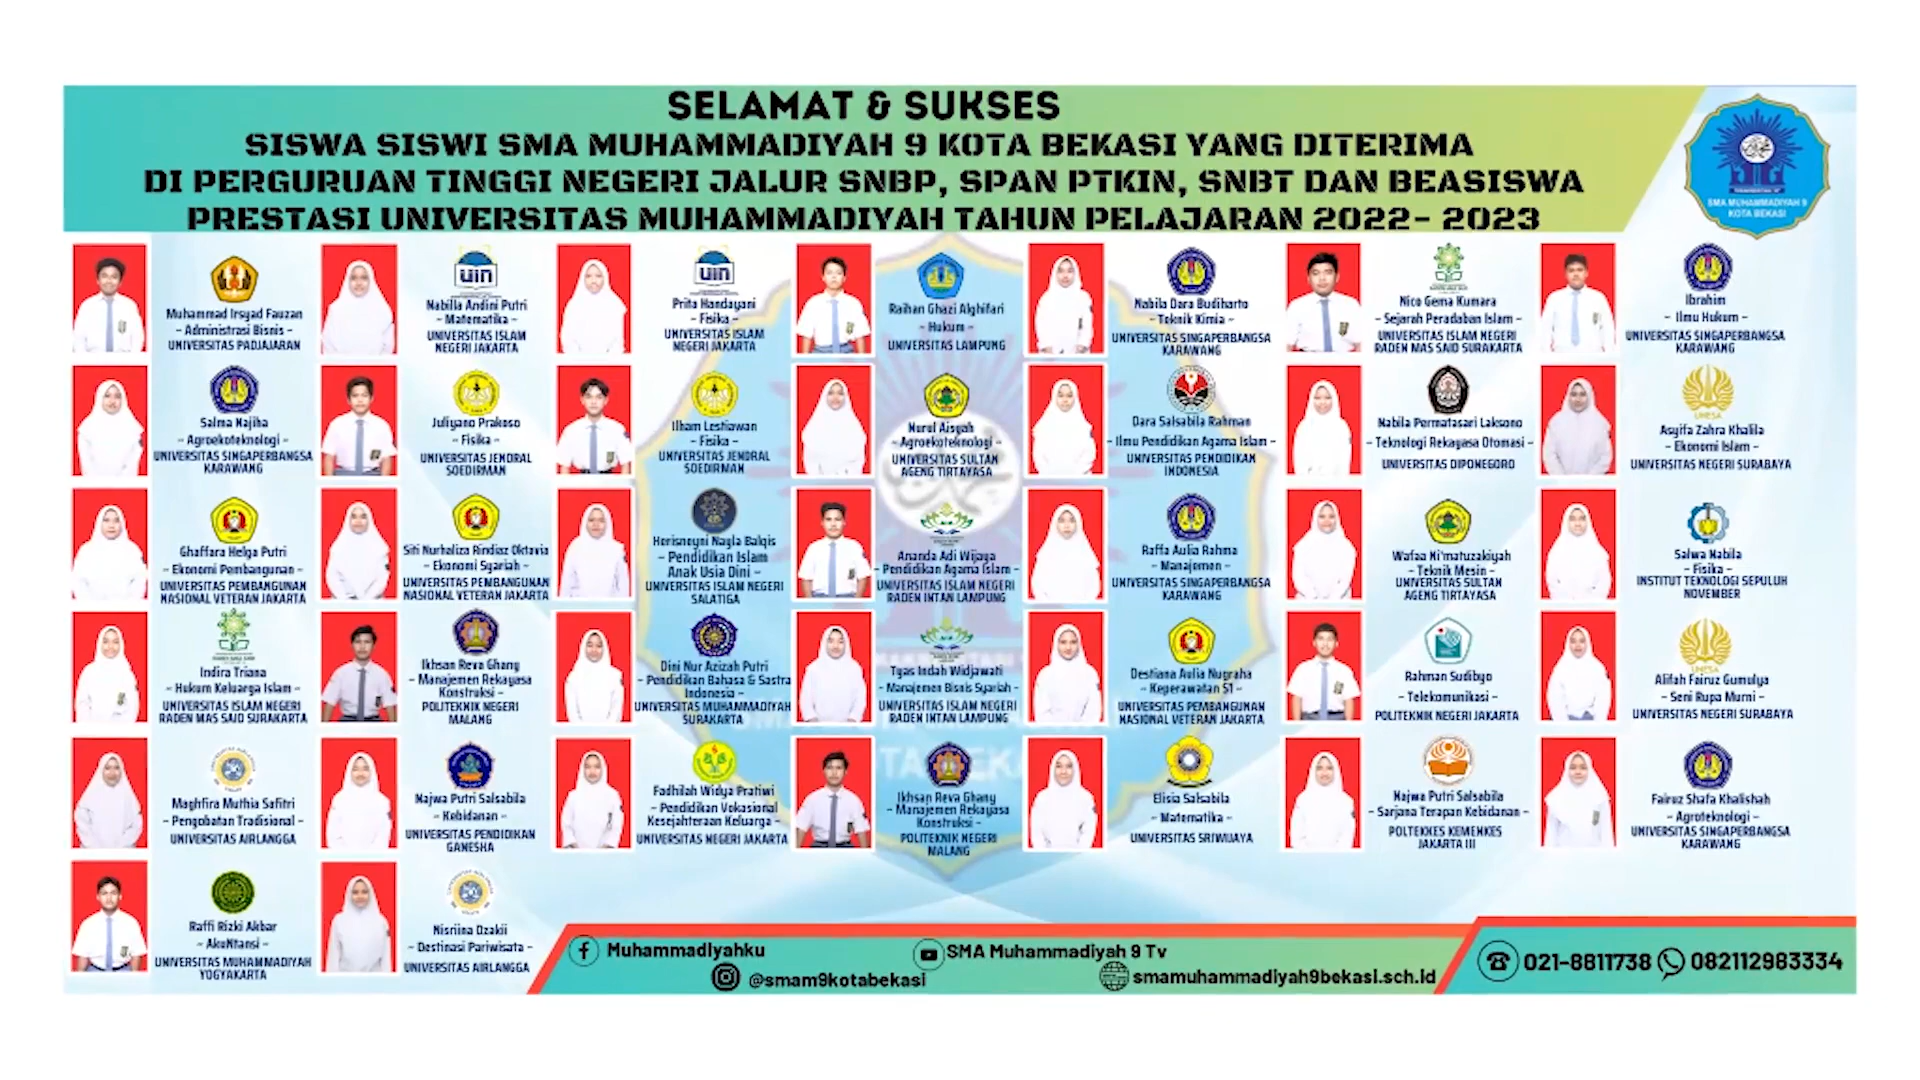 SELAMAT & SUKSES
SISWA SISWI SMA MUHAMMADIYAH 9 KOTA BEKASI YANG DITERIMA
DI PERGURUAN TINGGI NEGERI JALUR SNBP, SPAN PTKIN, SNBT DAN BEASISWA
PRESTASI UNIVERSITAS MUHAMMADIYAH TAHUN PELAJARAN 2022- 2023
SMA MUHAMMADIYAH 9
KOTA BEKASI
Muhammad Irsyad Fauzan
- Administrasi Bisnis -
UNIVERSITAS PADJAJARAN
uin
Nabilla Andini Putri
- Matematika -
UNIVERSITAS ISLAM
NEGERI JAKARTA
uin
Prita Handayani
- Fisika -
UNIVERSITAS ISLAM
NEGERI JAKARTA
Raihan Ghazi Alghifari
- Hukum -
UNIVERSITAS LAMPUNG
Nabila Dara Budiharto
- Teknik Kimia -
UNIVERSITAS SINGAPERBANGSA
KARAWANG
Nico Gema Kumara
- Sejarah Peradaban Islam -
UNIVERSITAS ISLAM NEGERI
RADEN MAS SAID SURAKARTA
Ibrahim
- Ilmu Hukum -
UNIVERSITAS SINGAPERBANGSA
KARAWANG
Salma Najiha
- Agroekoteknologi -
UNIVERSITAS SINGAPERBANGSA
KARAWANG
Juliyano Prakoso
- Fisika -
UNIVERSITAS JENDRAL
SOEDIRMAN
Ilham Lestiawan
- Fisika -
UNIVERSITAS JENDRAL
SOEDIRMAN
Nurul Aisyah
- Agroekoteknologi -
UNIVERSITAS SULTAN
AGENG TIRTAYASA
Dara Salsabila Rahman
- Ilmu Pendidikan Agama Islam -
UNIVERSITAS PENDIDIKAN
INDONESIA
Nabila Permatasari Laksono
- Teknologi Rekayasa Otomasi -
UNIVERSITAS DIPONEGORO
UNESA
Asyifa Zahra Khalila
- Ekonomi Islam -
UNIVERSITAS NEGERI SURABAYA
Ghaffara Helga Putri
- Ekonomi Pembangunan -
UNIVERSITAS PEMBANGUNAN
NASIONAL VETERAN JAKARTA
Siti Nurhaliza Rindiaz Oktavia
- Ekonomi Syariah -
UNIVERSITAS PEMBANGUNAN
NASIONAL VETERAN JAKARTA
Herisneyni Nayla Balqis
- Pendidikan Islam
Anak Usia Dini -
UNIVERSITAS ISLAM NEGERI
SALATIGA
Ananda Adi Wijaya
- Pendidikan Agama Islam -
UNIVERSITAS ISLAM NEGERI
RADEN INTAN LAMPUNG
Raffa Aulia Rahma
- Manajemen -
UNIVERSITAS SINGAPERBANGSA
KARAWANG
Wafaa Ni'matuzakiyah
- Teknik Mesin -
UNIVERSITAS SULTAN
AGENG TIRTAYASA
Salwa Nabila
- Fisika -
INSTITUT TEKNOLOGI SEPULUH
NOVEMBER
Indira Triana
- Hukum Keluarga Islam -
UNIVERSITAS ISLAM NEGERI
RADEN MAS SAID SURAKARTA
Ikhsan Reva Ghany
- Manajemen Rekayasa
Konstruksi -
POLITEKNIK NEGERI
MALANG
Dini Nur Azizah Putri
- Pendidikan Bahasa & Sastra
Indonesia -
UNIVERSITAS MUHAMMADIYAH
SURAKARTA
Tyas Indah Widjawati
- Manajemen Bisnis Syariah -
UNIVERSITAS ISLAM NEGERI
RADEN INTAN LAMPUNG
Destiana Aulia Nugraha
- Keperawatan S1 -
UNIVERSITAS PEMBANGUNAN
NASIONAL VETERAN JAKARTA
Rahman Sudibyo
- Telekomunikasi -
POLITEKNIK NEGERI JAKARTA
UNESA
Alifah Fairuz Gumulya
- Seni Rupa Murni -
UNIVERSITAS NEGERI SURABAYA
Maghfira Muthia Safitri
- Pengobatan Tradisional -
UNIVERSITAS AIRLANGGA
Najwa Putri Salsabila
- Kebidanan -
UNIVERSITAS PENDIDIKAN
GANESHA
Fadhilah Widya Pratiwi
- Pendidikan Vokasional
Kesejahteraan Keluarga -
UNIVERSITAS NEGERI JAKARTA
Ikhsan Reva Ghany
- Manajemen Rekayasa
Konstruksi -
POLITEKNIK NEGERI
MALANG
Elisia Salsabila
- Matematika -
UNIVERSITAS SRIWIJAYA
Najwa Putri Salsabila
- Sarjana Terapan Kebidanan -
POLTEKKES KEMENKES
JAKARTA III
Fairuz Shafa Khalishah
- Agroteknologi -
UNIVERSITAS SINGAPERBANGSA
KARAWANG
Raffi Rizki Akbar
- AkuNtansi -
UNIVERSITAS MUHAMMADIYAH
YOGYAKARTA
Nisriina Dzakii
- Destinasi Pariwisata -
UNIVERSITAS AIRLANGGA
Muhammadiyahku
SMA Muhammadiyah 9 Tv
@smam9kotabekasi
smamuhammadiyah9bekasi.sch.id
021-8811738
082112983334